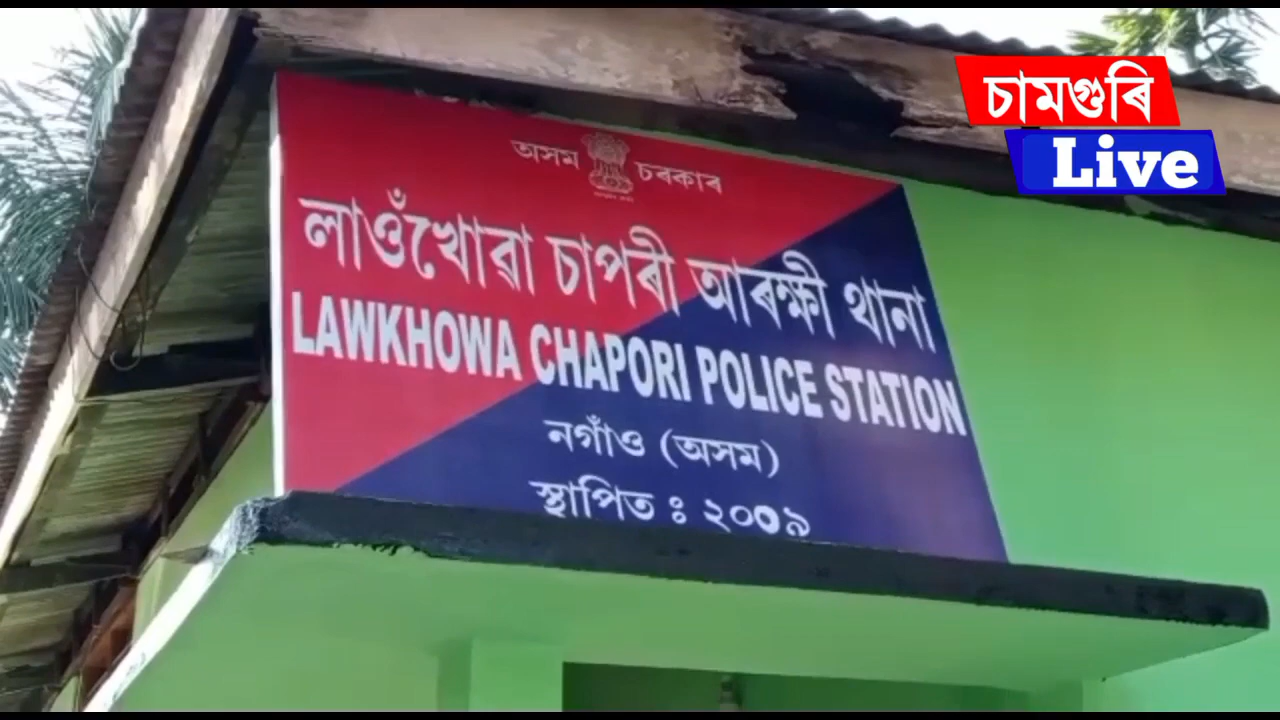 চামগুৰি
Live
অসম চৰকাৰ
লাওঁখোৱা চাপৰী আৰক্ষী থানা
LAWKHOWA CHAPORI POLICE STATION
নগাঁও (অসম)
স্থাপিত : ২০০৯